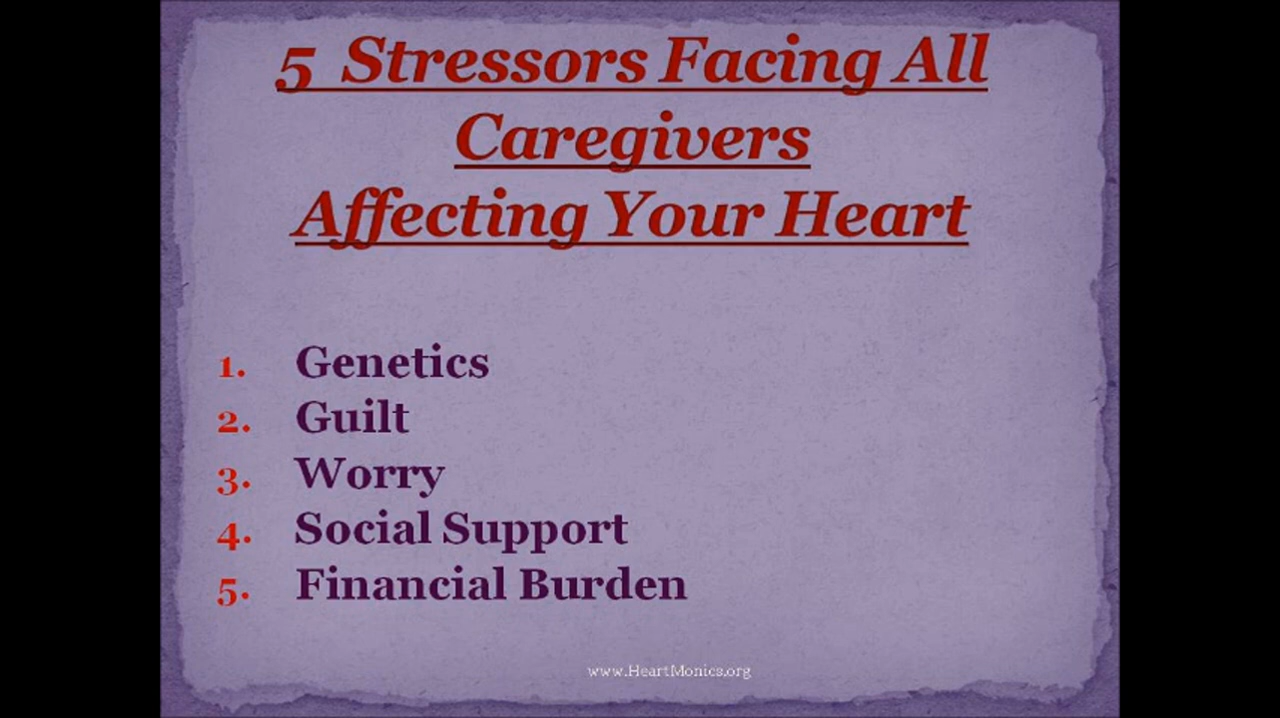 5 Stressors Facing All
Caregivers
Affecting Your Heart
1. Genetics
2. Guilt
3. Worry
4. Social Support
5. Financial Burden
www.HeartMonics.org